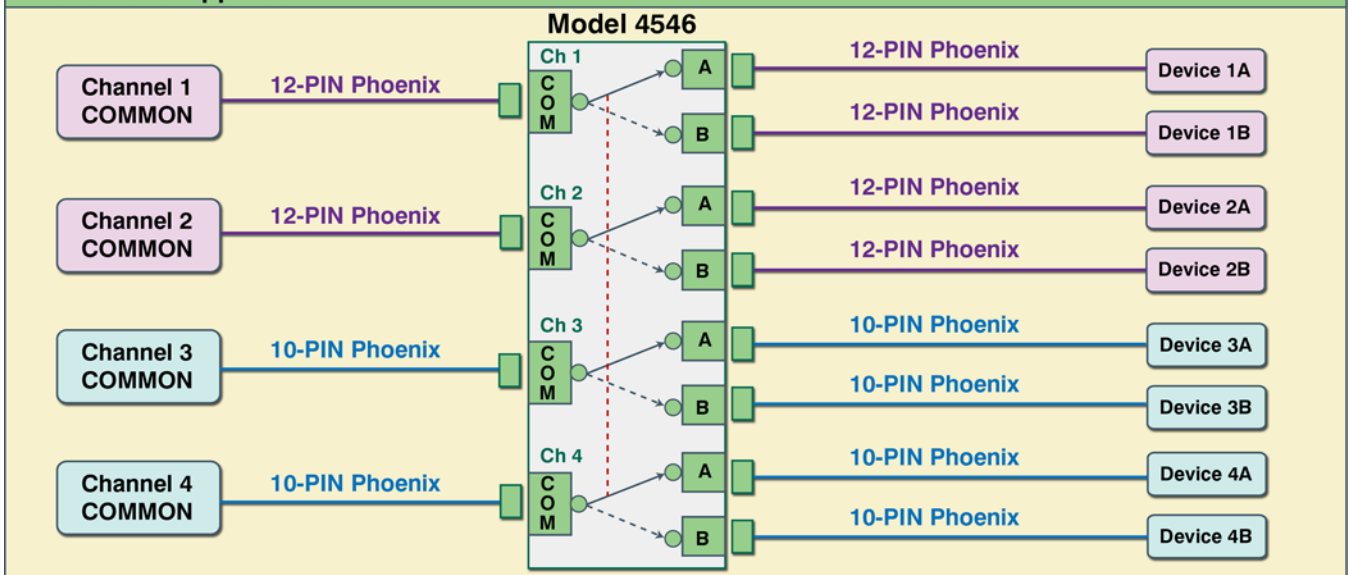 Model 4546
Channel 1
COMMON
12-PIN Phoenix
Ch 1
C
O
M
A
B
12-PIN Phoenix
Device 1A
12-PIN Phoenix
Device 1B
Channel 2
COMMON
12-PIN Phoenix
Ch 2
C
O
M
A
B
12-PIN Phoenix
Device 2A
12-PIN Phoenix
Device 2B
Channel 3
COMMON
10-PIN Phoenix
Ch 3
C
O
M
A
B
10-PIN Phoenix
Device 3A
10-PIN Phoenix
Device 3B
Channel 4
COMMON
10-PIN Phoenix
Ch 4
C
O
M
A
B
10-PIN Phoenix
Device 4A
10-PIN Phoenix
Device 4B